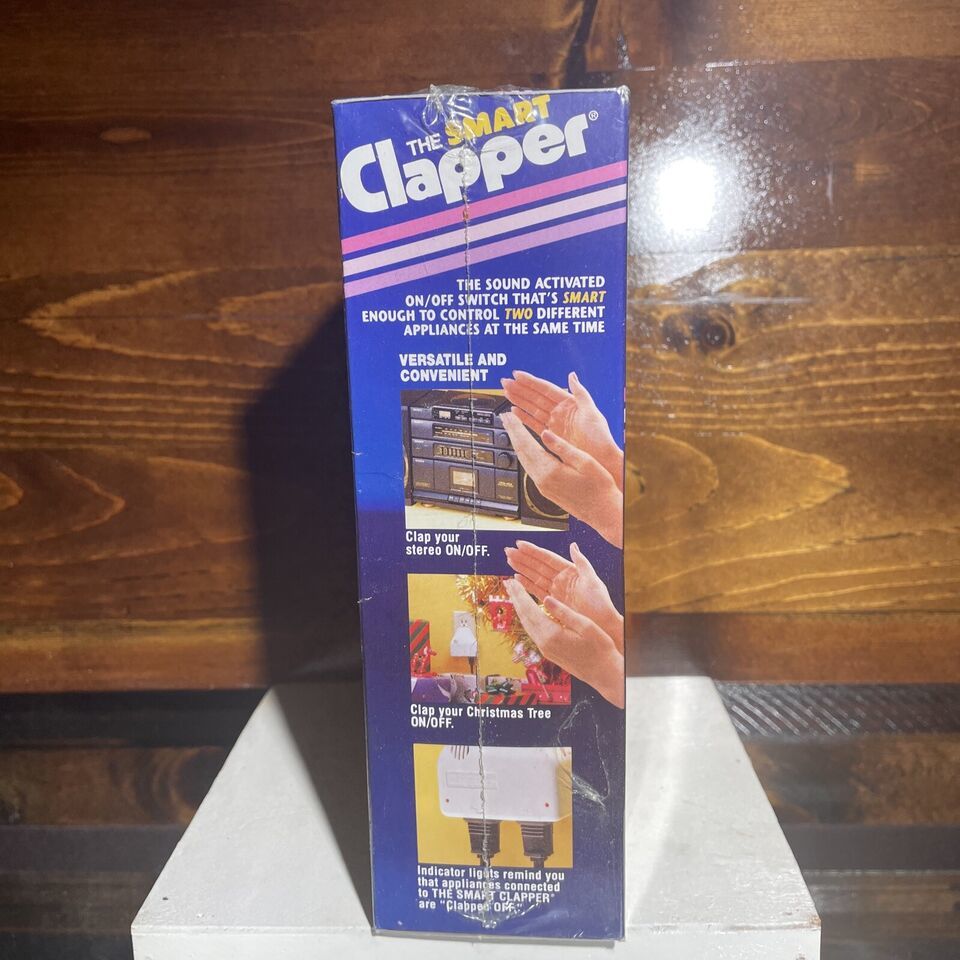 THE SMART
Clapper®
THE SOUND ACTIVATED
ON/OFF SWITCH THAT'S SMART
ENOUGH TO CONTROL TWO DIFFERENT
APPLIANCES AT THE SAME TIME
VERSATILE AND
CONVENIENT
Clap your
stereo ON/OFF.
Clap your Christmas Tree
ON/OFF.
Indicator lights remind you
that appliances connected
to THE SMART CLAPPER®
are "Clapped OFF."